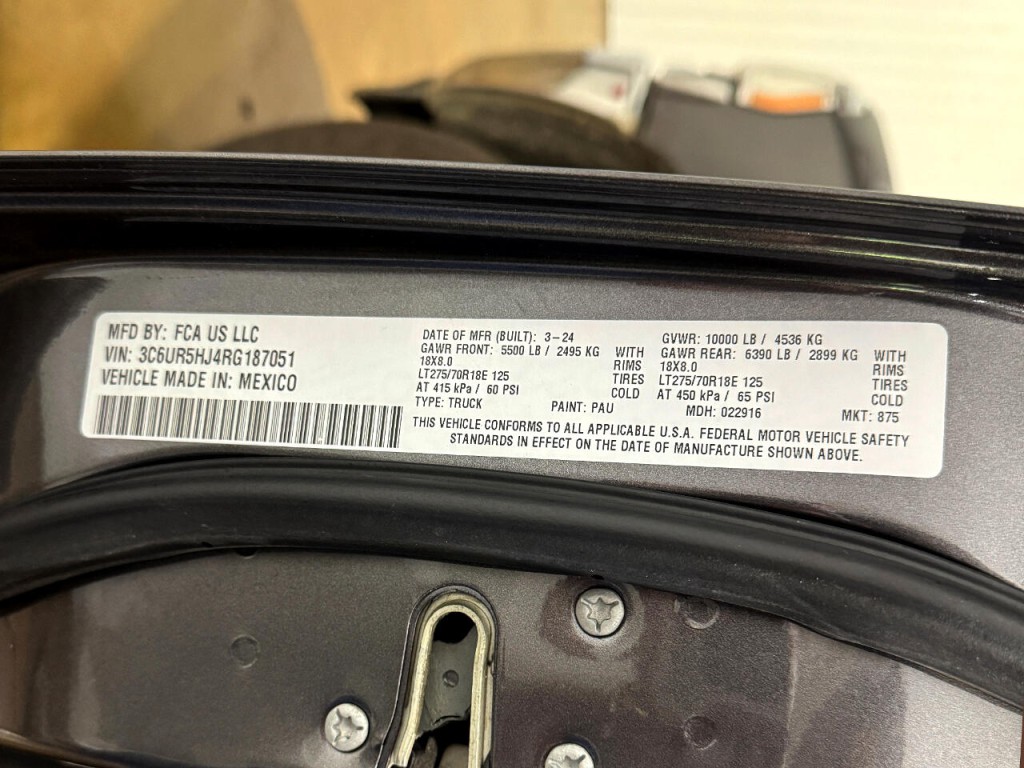 MFD BY: FCA US LLC
VIN: 3C6UR5HJ4RG187051
VEHICLE MADE IN: MEXICO
DATE OF MFR (BUILT): 3-24
GAWR FRONT: 5500 LB / 2495 KG WITH
18X8.0 RIMS
LT275/70R18E 125 TIRES
AT 415 kPa / 60 PSI COLD
TYPE: TRUCK PAINT: PAU
GVWR: 10000 LB / 4536 KG
GAWR REAR: 6390 LB / 2899 KG WITH
18X8.0 RIMS
LT275/70R18E 125 TIRES
AT 450 kPa / 65 PSI COLD
MDH: 022916 MKT: 875
THIS VEHICLE CONFORMS TO ALL APPLICABLE U.S.A. FEDERAL MOTOR VEHICLE SAFETY
STANDARDS IN EFFECT ON THE DATE OF MANUFACTURE SHOWN ABOVE.